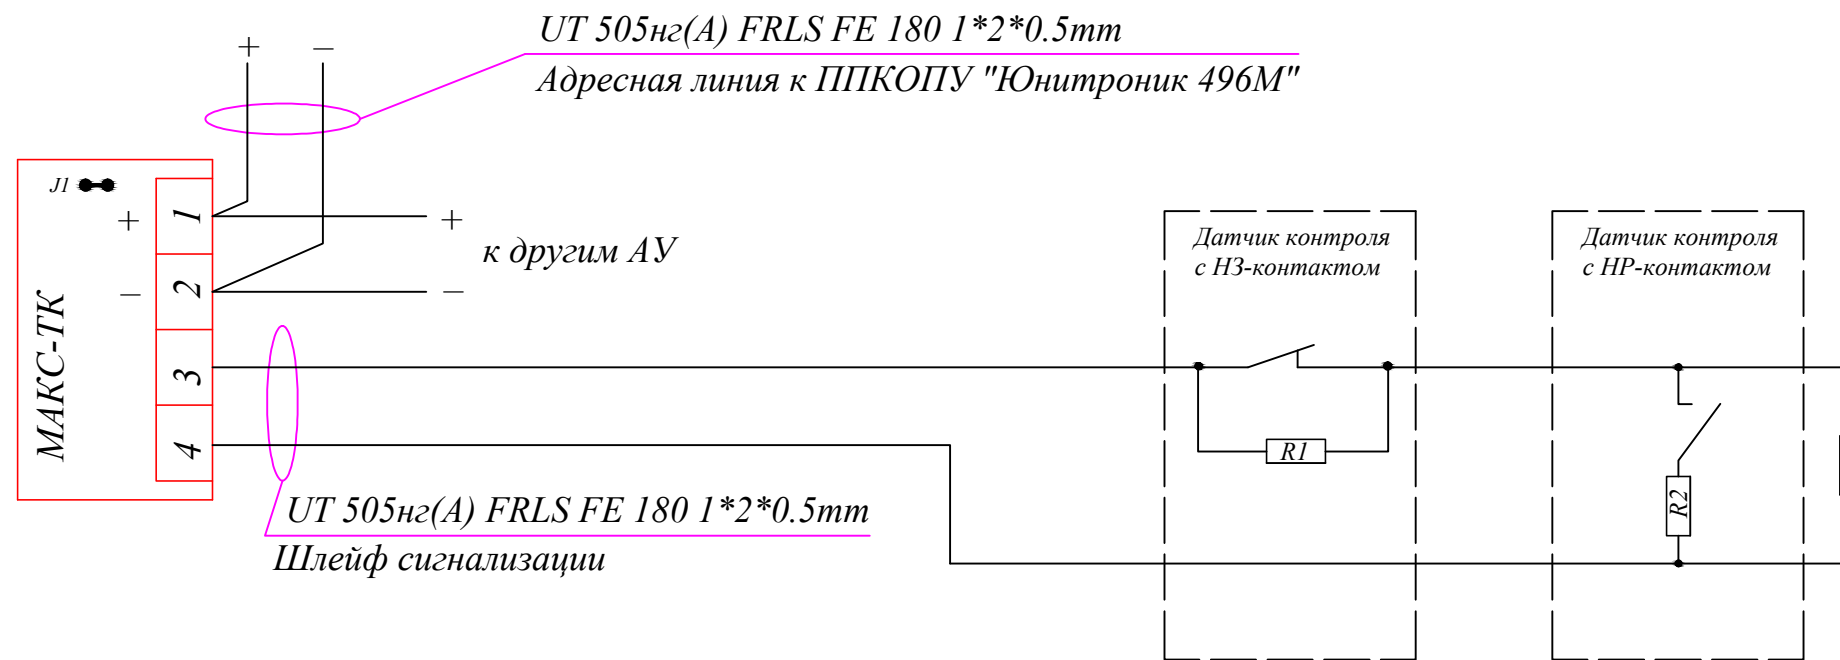 UT 505нг(А) FRLS FE 180 1*2*0.5mm
Адресная линия к ППКОПУ "Юнитроник 496М"
+ –
J1
МАКС-ТК
+ 1 +
к другим АУ
– 2 –
3
4
UT 505нг(А) FRLS FE 180 1*2*0.5mm
Шлейф сигнализации
Датчик контроля
с НЗ-контактом
R1
Датчик контроля
с НР-контактом
R2